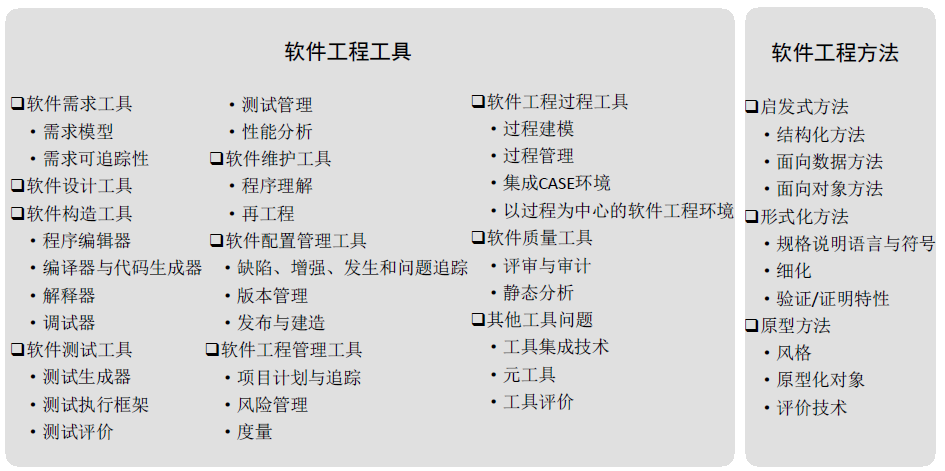 软件工程工具
❑软件需求工具
• 需求模型
• 需求可追踪性
❑软件设计工具
❑软件构造工具
• 程序编辑器
• 编译器与代码生成器
• 解释器
• 调试器
❑软件测试工具
• 测试生成器
• 测试执行框架
• 测试评价
• 测试管理
• 性能分析
❑软件维护工具
• 程序理解
• 再工程
❑软件配置管理工具
• 缺陷、增强、发生和问题追踪
• 版本管理
• 发布与建造
❑软件工程管理工具
• 项目计划与追踪
• 风险管理
• 度量
❑软件工程过程工具
• 过程建模
• 过程管理
• 集成CASE环境
• 以过程为中心的软件工程环境
❑软件质量工具
• 评审与审计
• 静态分析
❑其他工具问题
• 工具集成技术
• 元工具
• 工具评价
软件工程方法
❑启发式方法
• 结构化方法
• 面向数据方法
• 面向对象方法
❑形式化方法
• 规格说明语言与符号
• 细化
• 验证/证明特性
❑原型方法
• 风格
• 原型化对象
• 评价技术